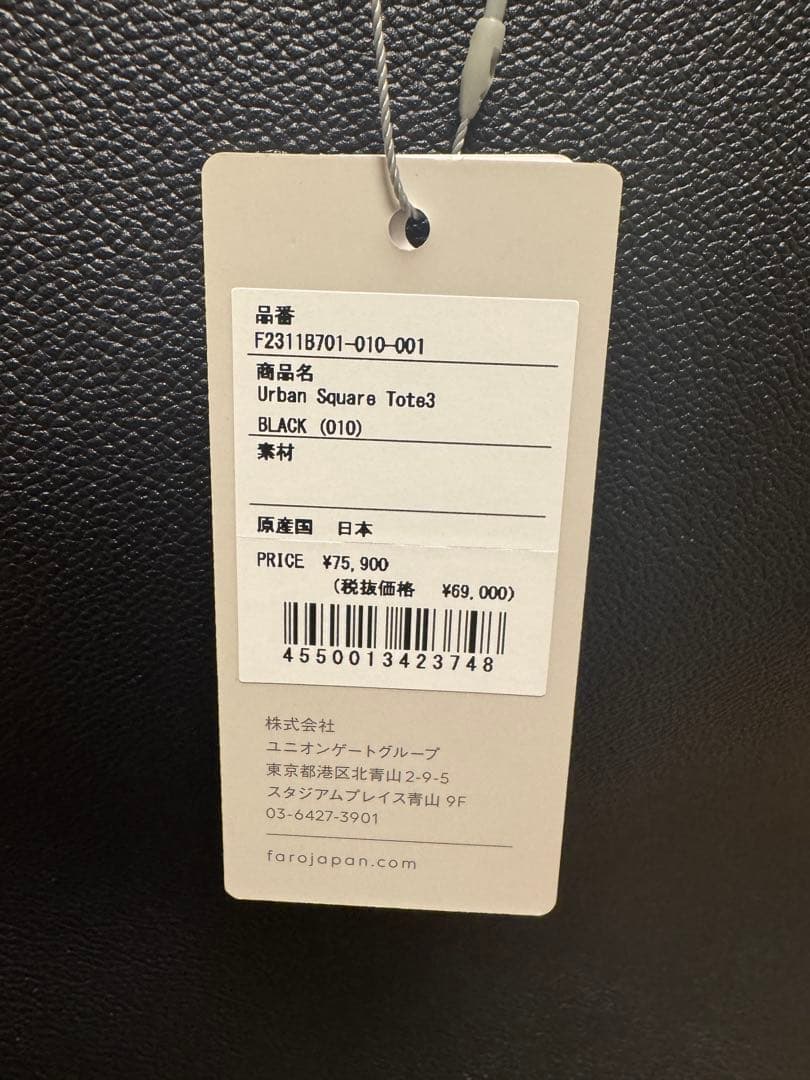 品番
F2311B701-010-001
商品名
Urban Square Tote3
BLACK (010)
素材
原産国 日本
PRICE ¥75,900
(税抜価格 ¥69,000)
4550013423748
株式会社
ユニオンゲートグループ
東京都港区北青山2-9-5
スタジアムプレイス青山 9F
03-6427-3901
farojapan.com